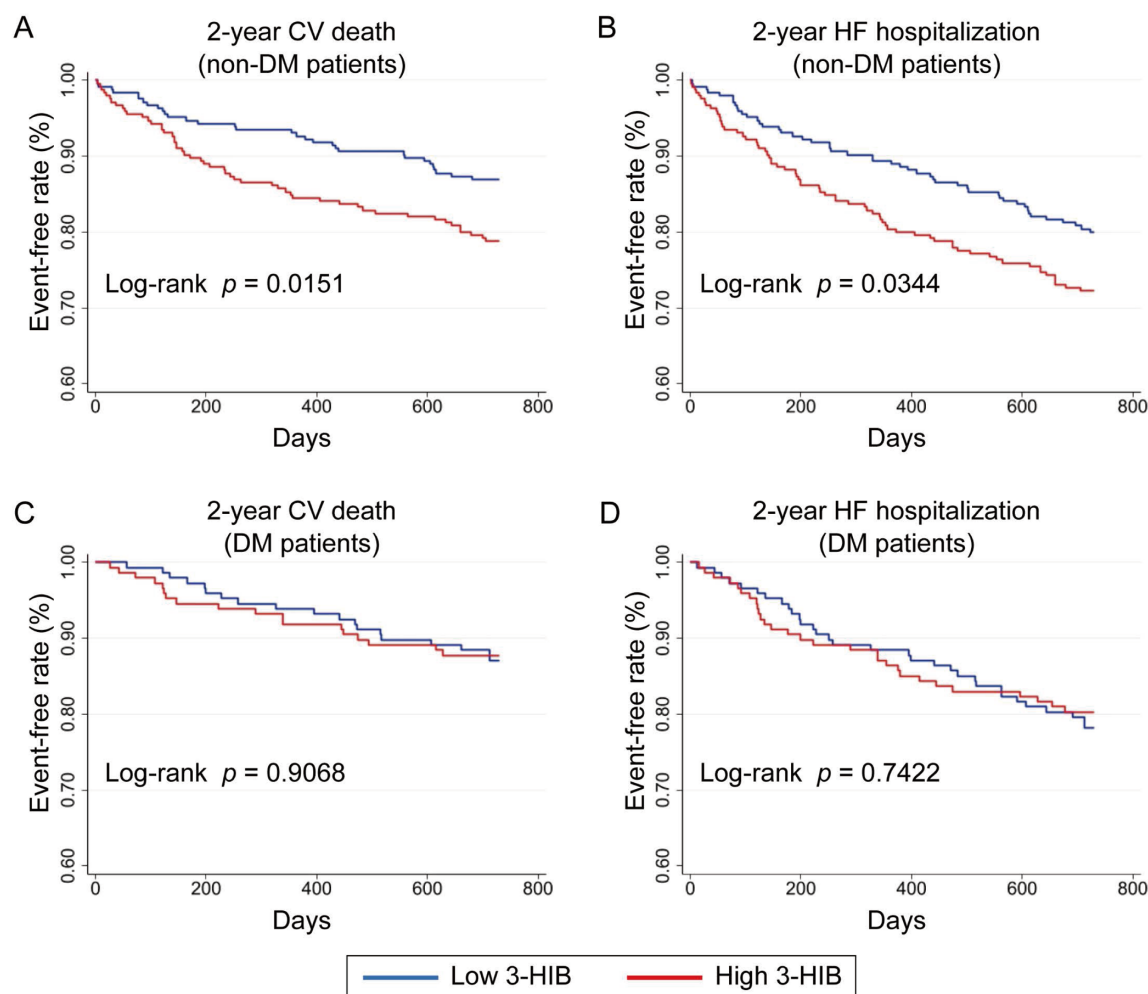 A
2-year CV death
(non-DM patients)
Event-free rate (%)
1.00
0.90
0.80
0.70
0.60
Log-rank p = 0.0151
0 200 400 600 800
Days
B
2-year HF hospitalization
(non-DM patients)
Event-free rate (%)
1.00
0.90
0.80
0.70
0.60
Log-rank p = 0.0344
0 200 400 600 800
Days
C
2-year CV death
(DM patients)
Event-free rate (%)
1.00
0.90
0.80
0.70
0.60
Log-rank p = 0.9068
0 200 400 600 800
Days
D
2-year HF hospitalization
(DM patients)
Event-free rate (%)
1.00
0.90
0.80
0.70
0.60
Log-rank p = 0.7422
0 200 400 600 800
Days
Low 3-HIB High 3-HIB